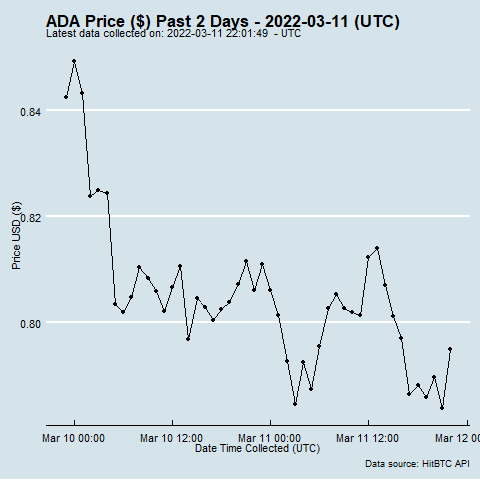 ADA Price ($) Past 2 Days - 2022-03-11 (UTC)
Latest data collected on: 2022-03-11 22:01:49 - UTC
0.84
0.82
0.80
Price USD ($)
Mar 10 00:00 Mar 10 12:00 Mar 11 00:00 Mar 11 12:00 Mar 12 0
Date Time Collected (UTC)
Data source: HitBTC API